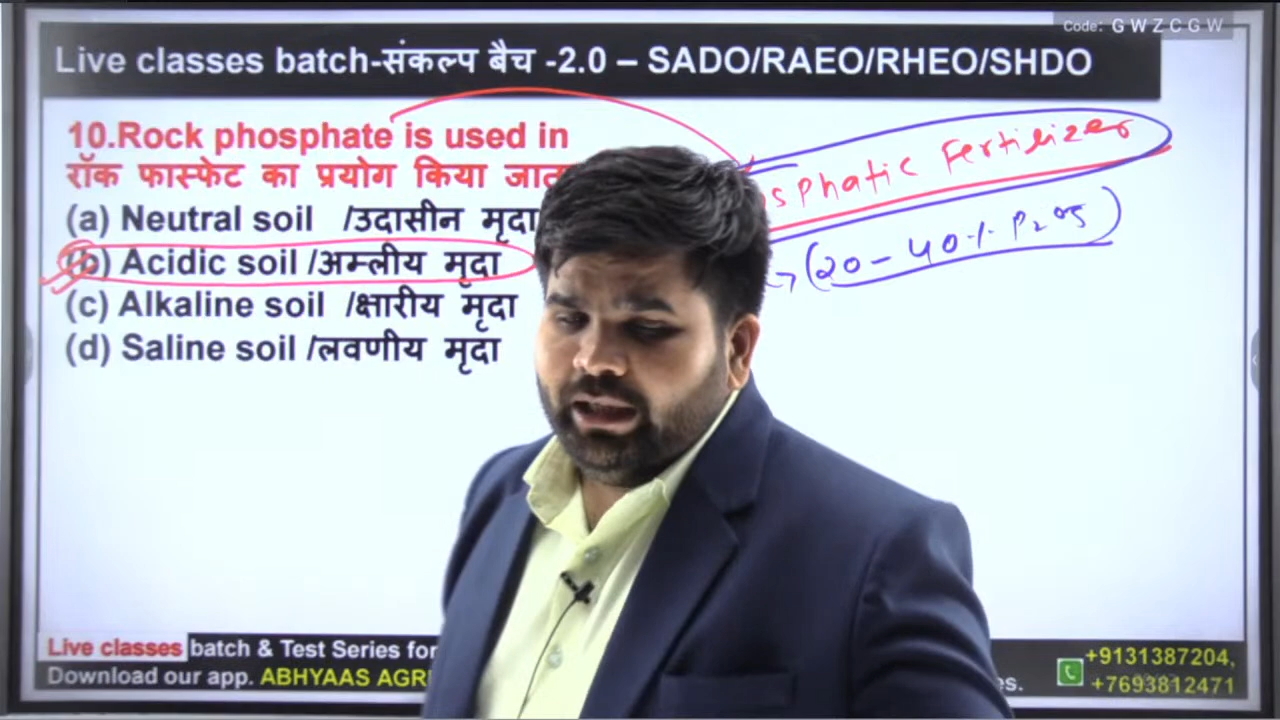 Code: G W Z C G W
Live classes batch-संकल्प बैच -2.0 – SADO/RAEO/RHEO/SHDO
10.Rock phosphate is used in
रॉक फास्फेट का प्रयोग किया
(a) Neutral soil /उदासीन मृदा
(b) Acidic soil /अम्लीय मृदा
(c) Alkaline soil /क्षारीय मृदा
(d) Saline soil /लवणीय मृदा
sphatic Fertilizer
→ (20 - 40 % P2O5)
Live classes batch & Test Series for
Download our app. ABHYAAS AGRI
es.
+9131387204,
+7693812471